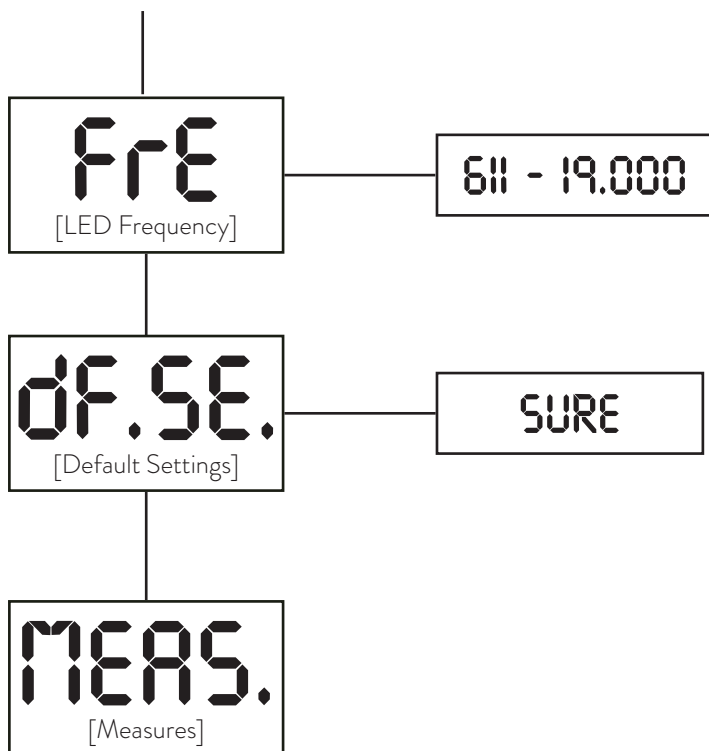 FrE
[LED Frequency]
611 - 19.000
dF.SE.
[Default Settings]
SURE
MEAS.
[Measures]